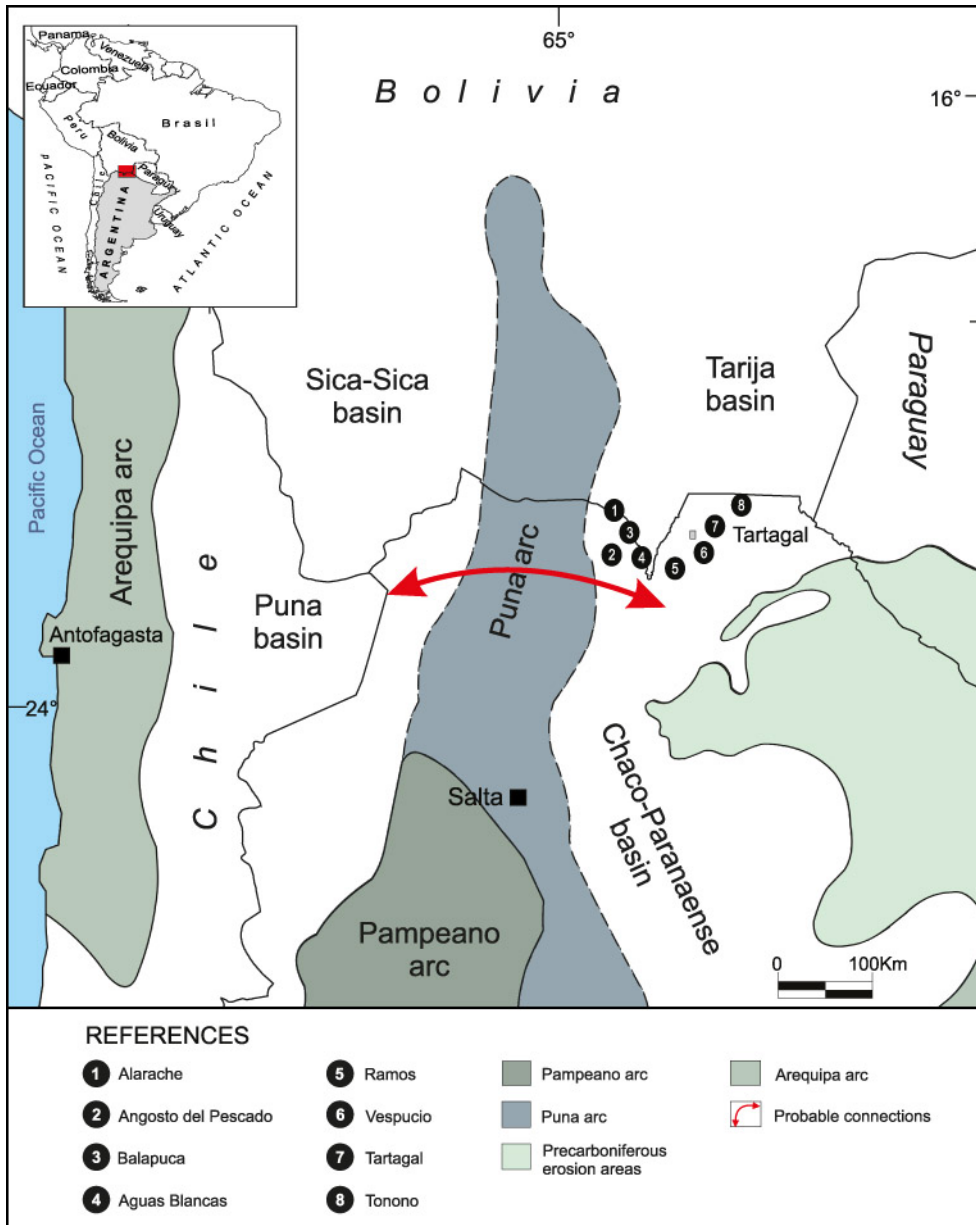 Panama
Venezuela
Colombia
Ecuador
Peru
Brasil
Bolivia
Paraguay
Chile
ARGENTINA
Uruguay
PACIFIC OCEAN
ATLANTIC OCEAN
65°
16°
Bolivia
Sica-Sica
basin
Tarija
basin
Paraguay
Pacific Ocean
Arequipa arc
Chile
Puna
basin
Puna arc
1
3
2
4
5
6
7
8
Tartagal
Antofagasta
24°
Salta
Chaco-Paranaense
basin
Pampeano
arc
0 100Km
REFERENCES
1 Alarache
2 Angosto del Pescado
3 Balapuca
4 Aguas Blancas
5 Ramos
6 Vespucio
7 Tartagal
8 Tonono
Pampeano arc
Puna arc
Precarboniferous
erosion areas
Arequipa arc
Probable connections